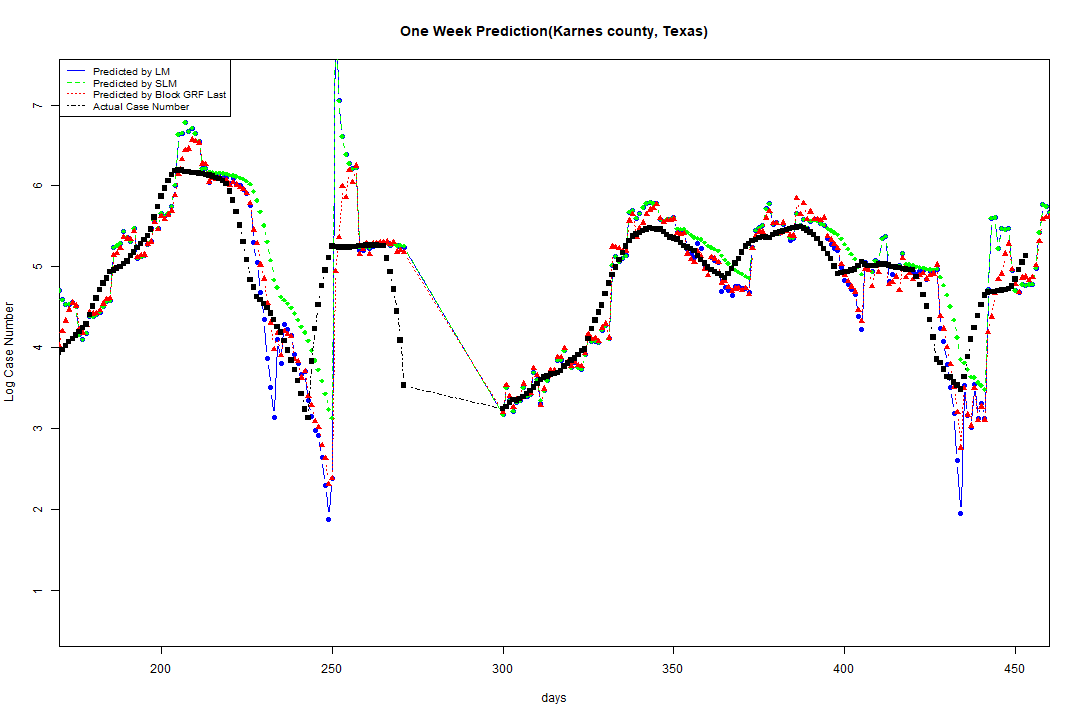 One Week Prediction(Karnes county, Texas)
Predicted by LM
Predicted by SLM
Predicted by Block GRF Last
Actual Case Number
Log Case Number
7
6
5
4
3
2
1
200 250 300 350 400 450
days